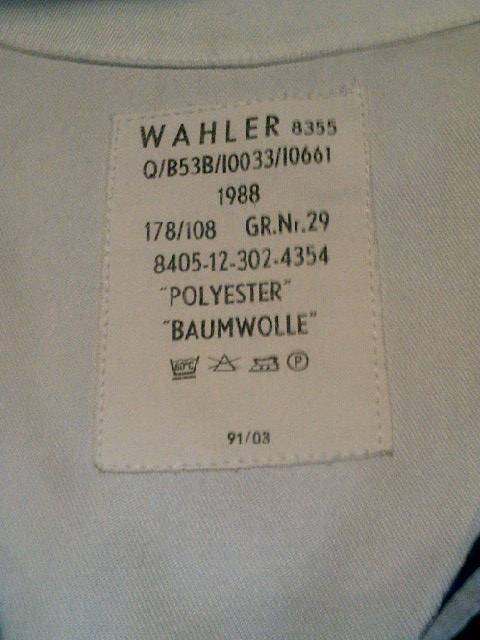 WAHLER 8355
Q/B53B/I0033/I0661
1988
178/108 GR.Nr.29
8405-12-302-4354
"POLYESTER"
"BAUMWOLLE"
60°C P
91/03